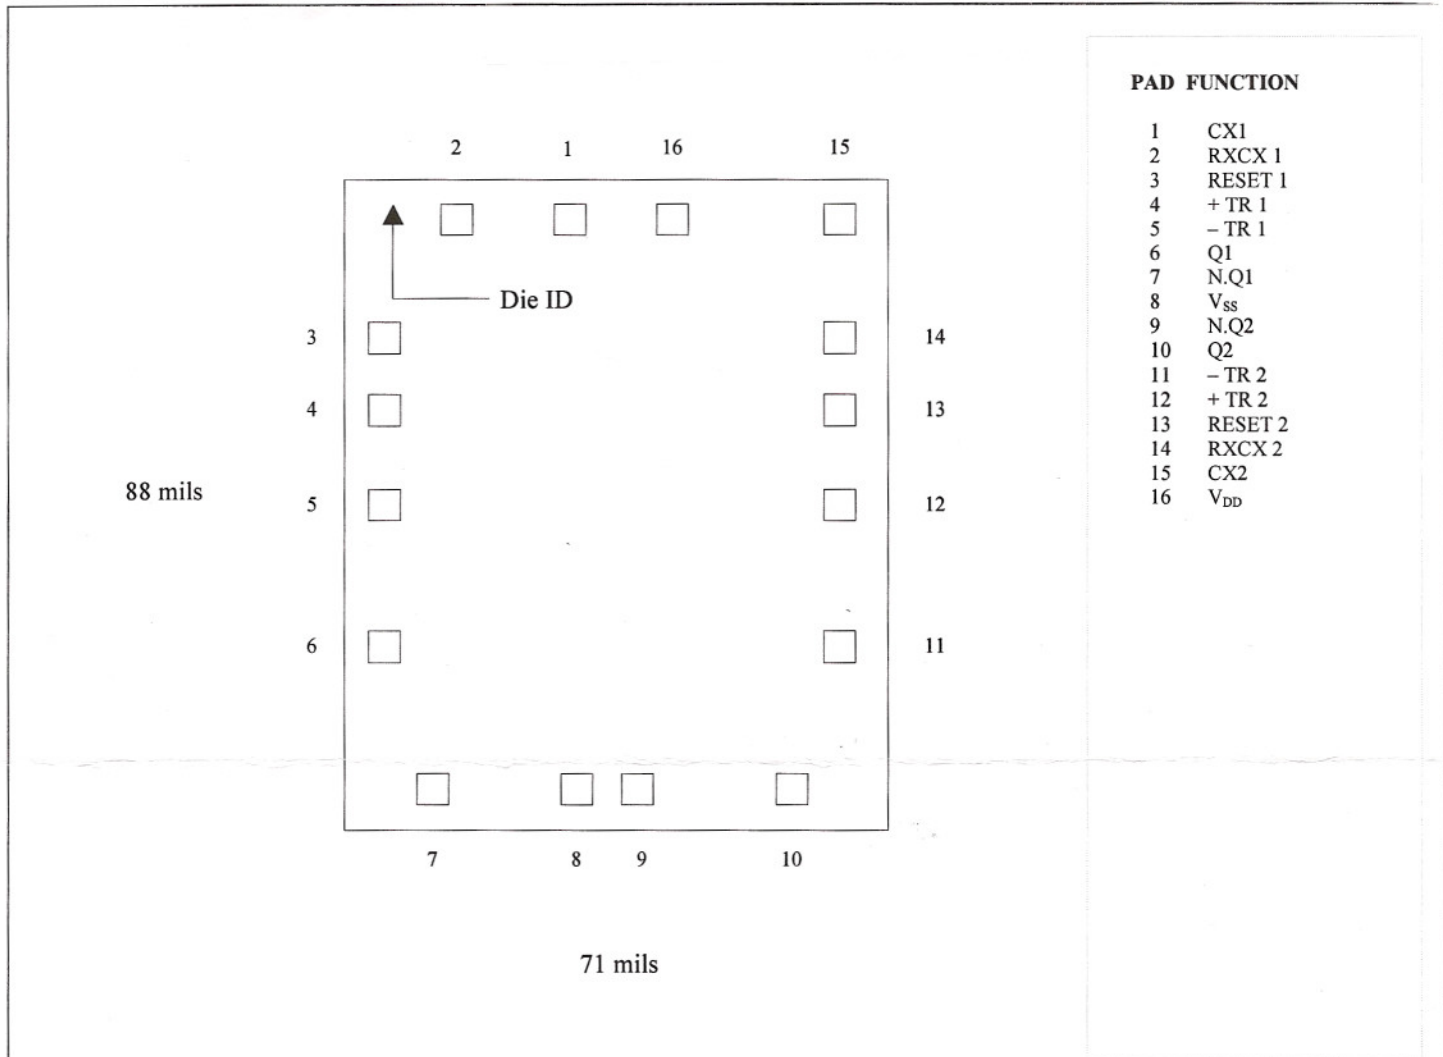 PAD FUNCTION
1 CX1
2 RXCX 1
3 RESET 1
4 + TR 1
5 – TR 1
6 Q1
7 N.Q1
8 VSS
9 N.Q2
10 Q2
11 – TR 2
12 + TR 2
13 RESET 2
14 RXCX 2
15 CX2
16 VDD
2 1 16 15
Die ID
3 14
4 13
88 mils
5 12
6 11
7 8 9 10
71 mils